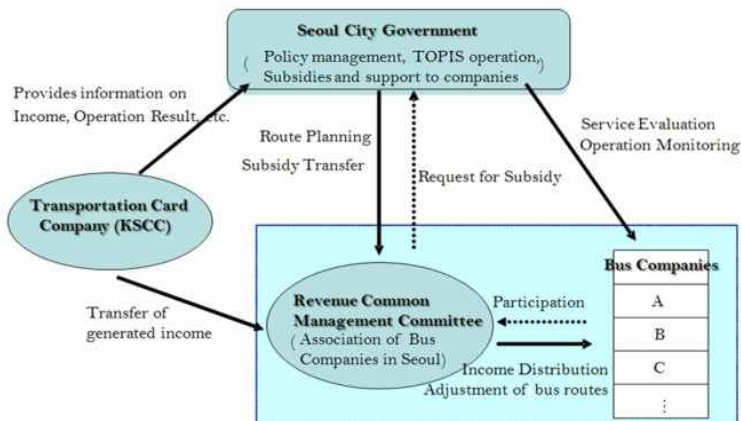 Seoul City Government
( Policy management, TOPIS operation, )
Subsidies and support to companies
Provides information on
Income, Operation Result, etc.
Route Planning
Subsidy Transfer
Request for Subsidy
Service Evaluation
Operation Monitoring
Transportation Card
Company (KSCC)
Transfer of
generated income
Revenue Common
Management Committee
( Association of Bus
Companies in Seoul)
Participation
Income Distribution
Adjustment of bus routes
Bus Companies
A
B
C
⋮